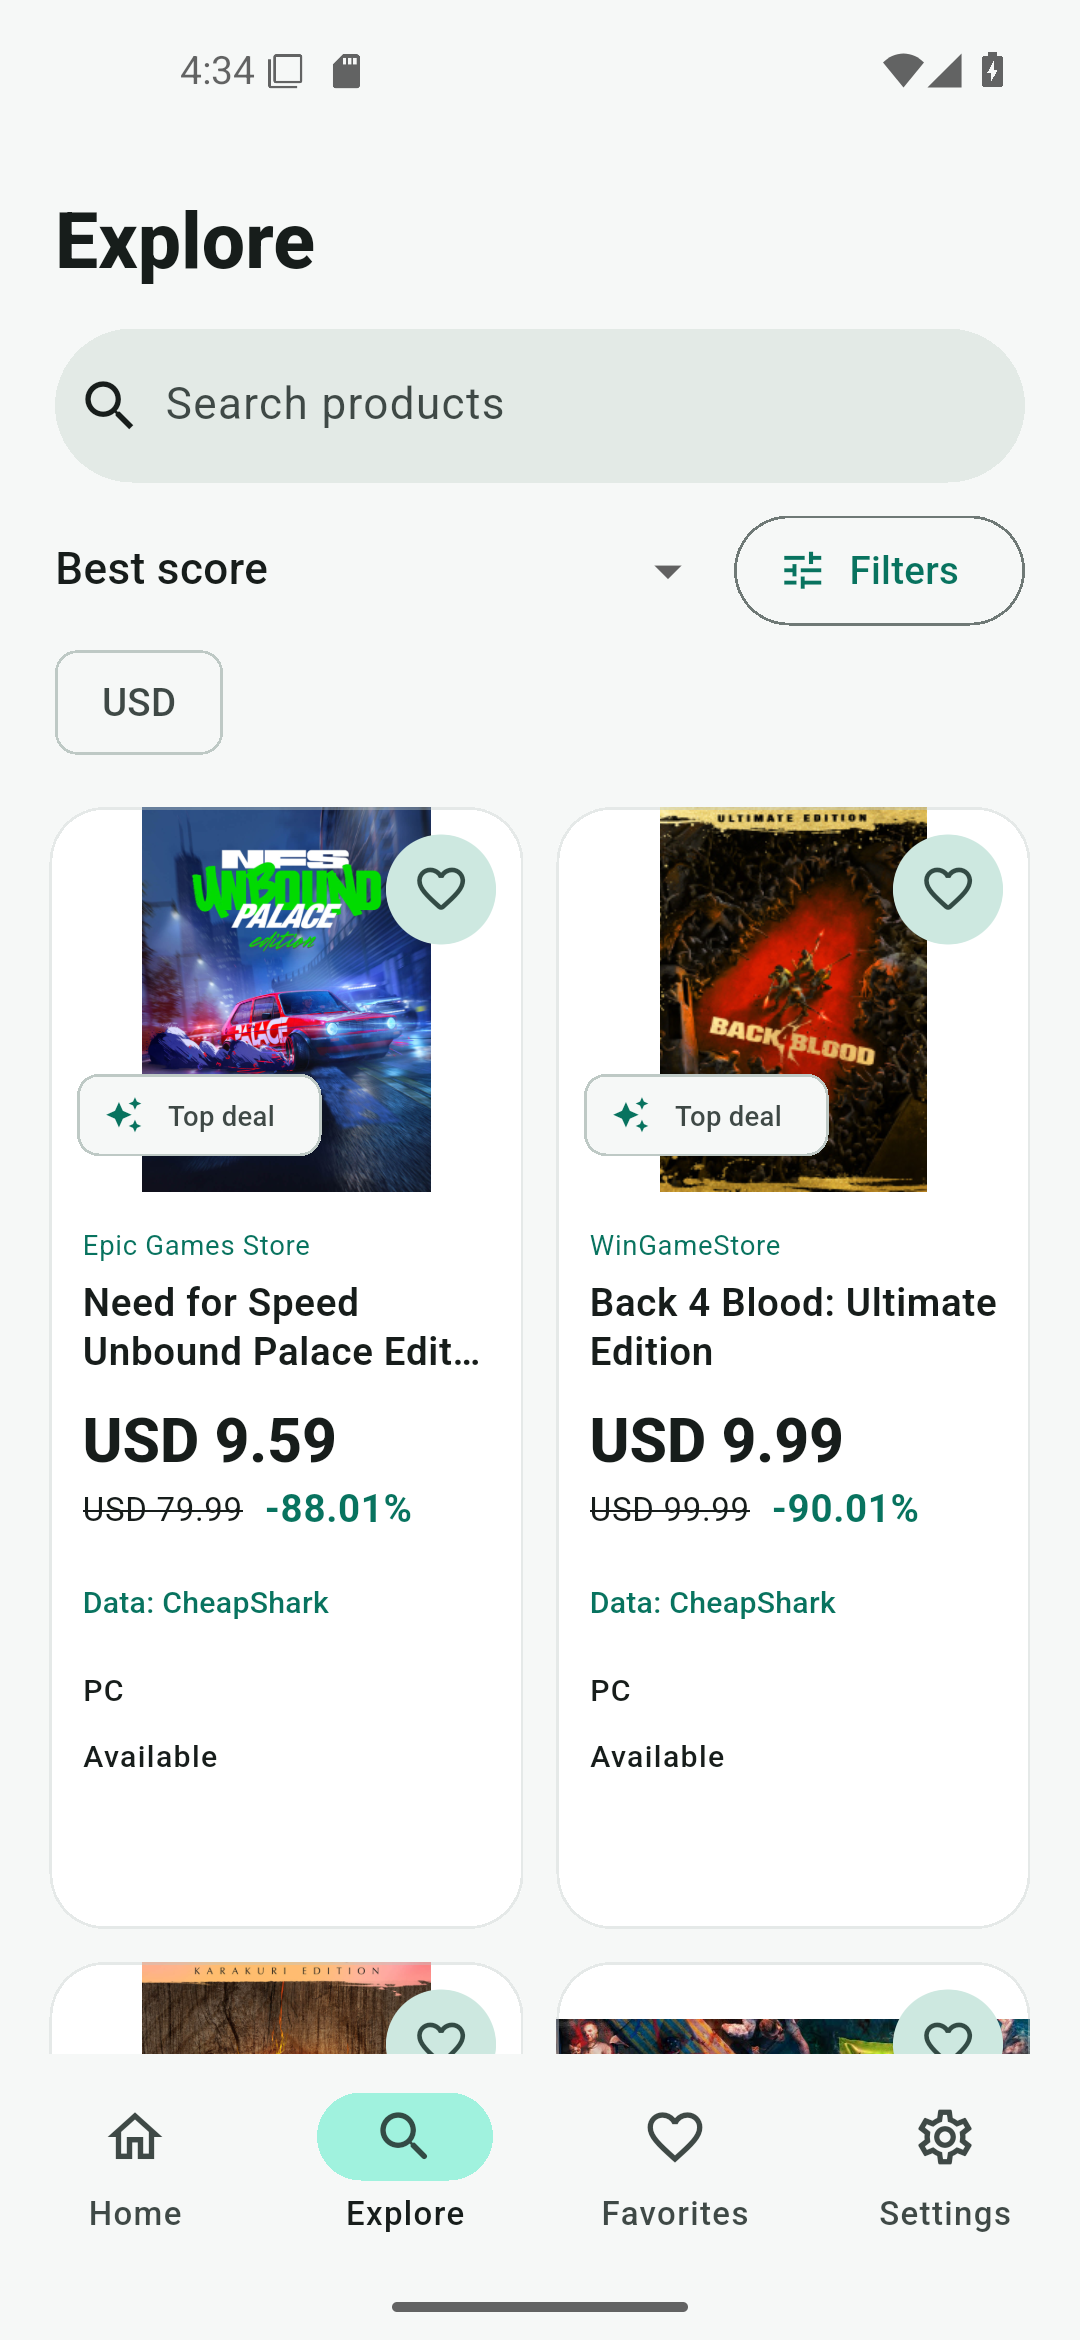 4:34
Explore
Search products
Best score
Filters
USD
NFS
UNBOUND
PALACE
edition
PALACE
Top deal
Epic Games Store
Need for Speed
Unbound Palace Edit...
USD 9.59
USD 79.99 -88.01%
Data: CheapShark
PC
Available
ULTIMATE EDITION
BACK 4 BLOOD
Top deal
WinGameStore
Back 4 Blood: Ultimate
Edition
USD 9.99
USD 99.99 -90.01%
Data: CheapShark
PC
Available
KARAKURI EDITION
Home
Explore
Favorites
Settings